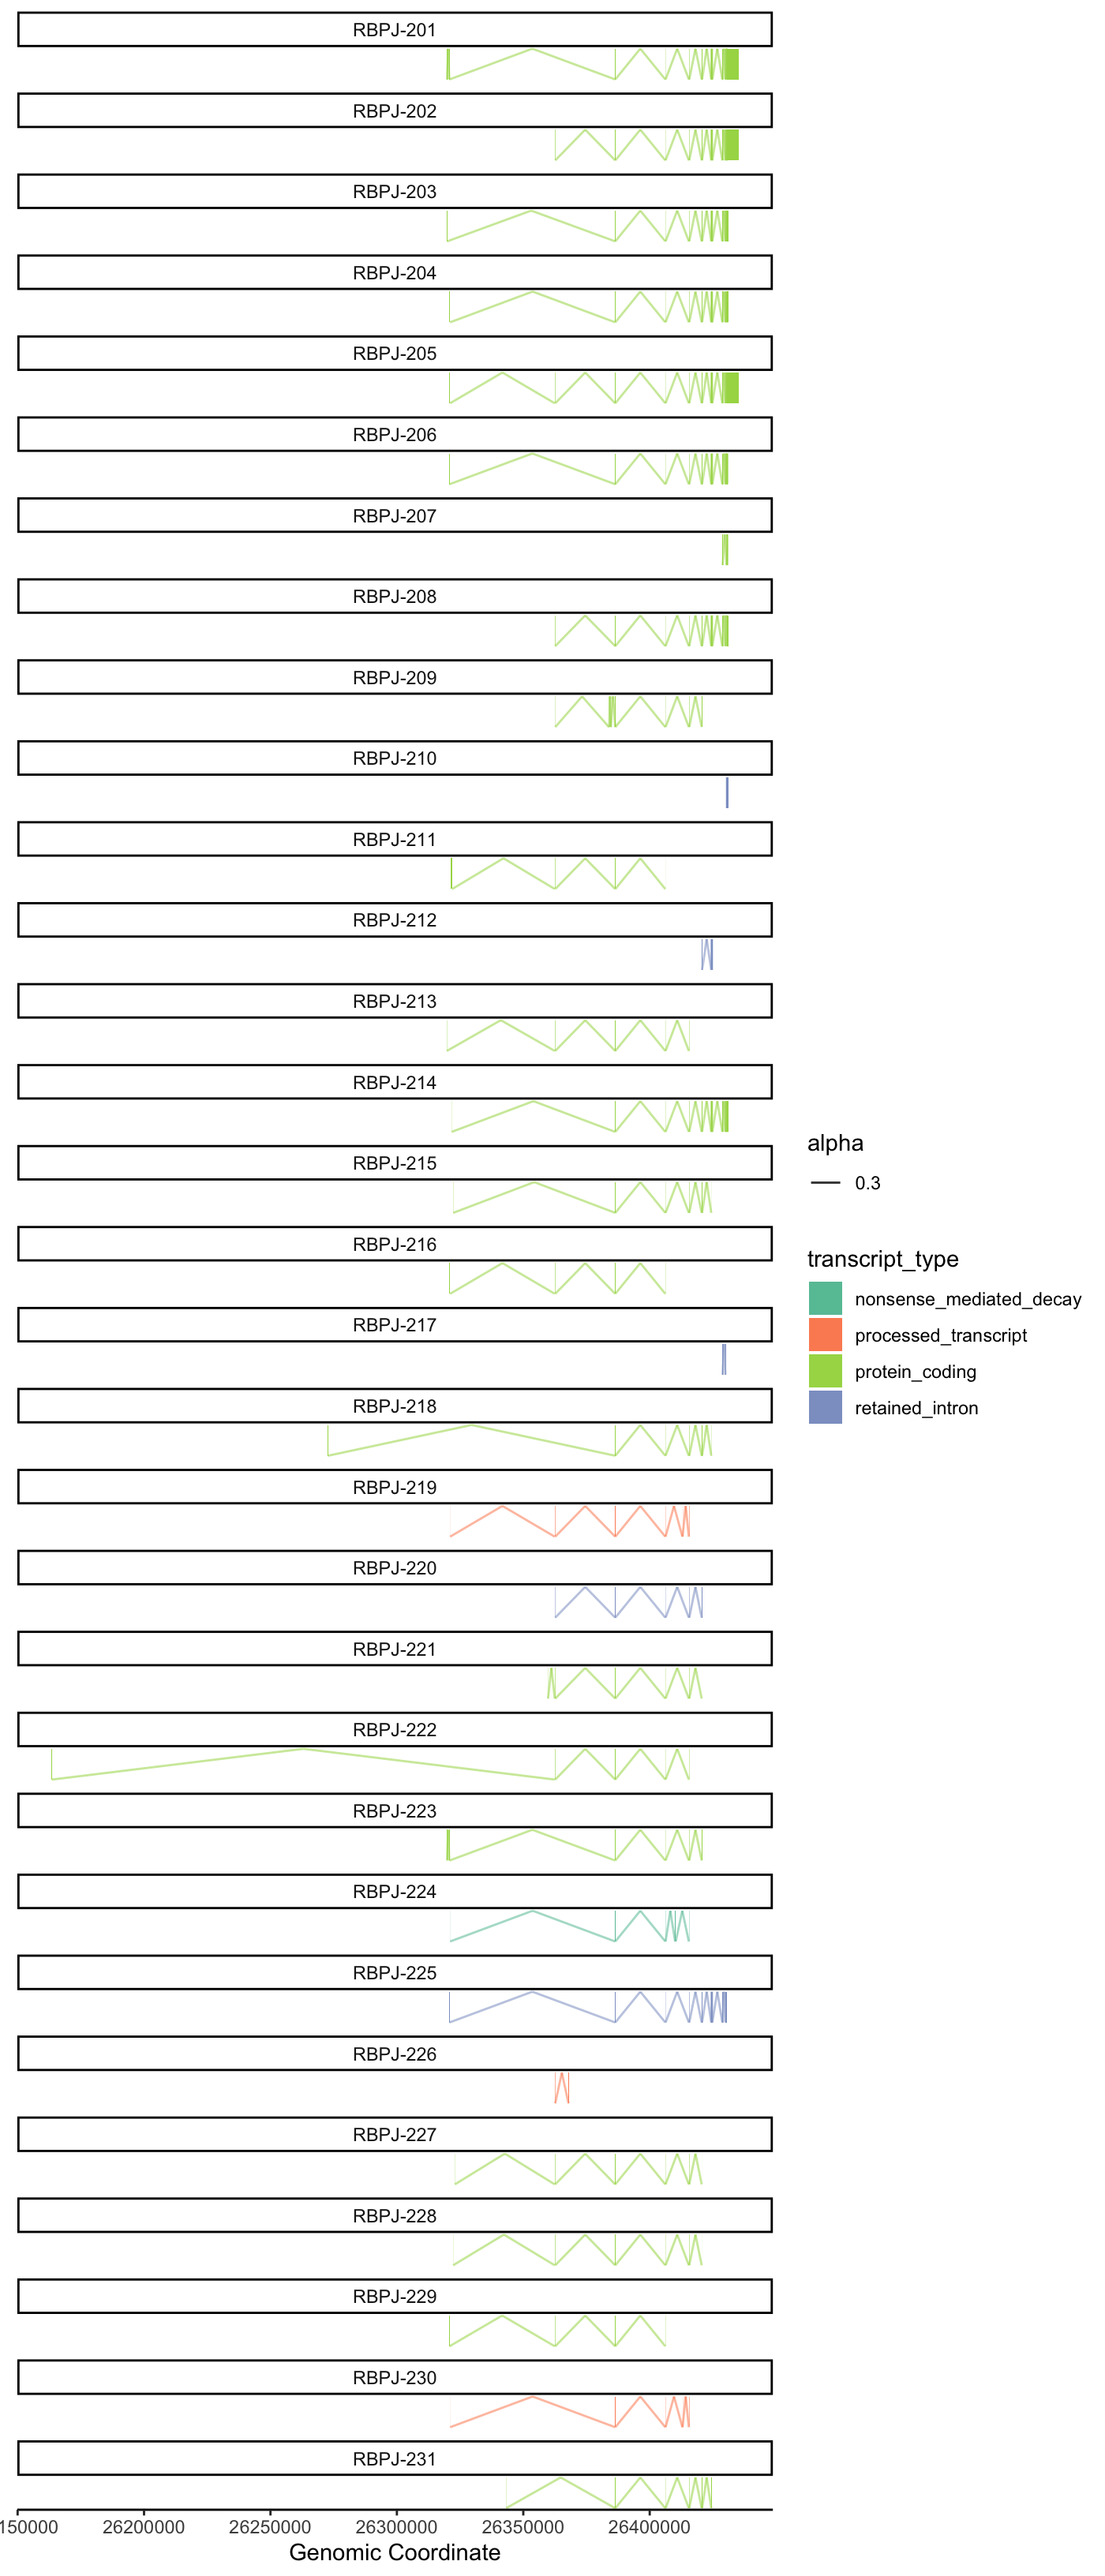 RBPJ-201
RBPJ-202
RBPJ-203
RBPJ-204
RBPJ-205
RBPJ-206
RBPJ-207
RBPJ-208
RBPJ-209
RBPJ-210
RBPJ-211
RBPJ-212
RBPJ-213
RBPJ-214
RBPJ-215
RBPJ-216
RBPJ-217
RBPJ-218
RBPJ-219
RBPJ-220
RBPJ-221
RBPJ-222
RBPJ-223
RBPJ-224
RBPJ-225
RBPJ-226
RBPJ-227
RBPJ-228
RBPJ-229
RBPJ-230
RBPJ-231
150000 26200000 26250000 26300000 26350000 26400000
Genomic Coordinate
alpha
0.3
transcript_type
nonsense_mediated_decay
processed_transcript
protein_coding
retained_intron